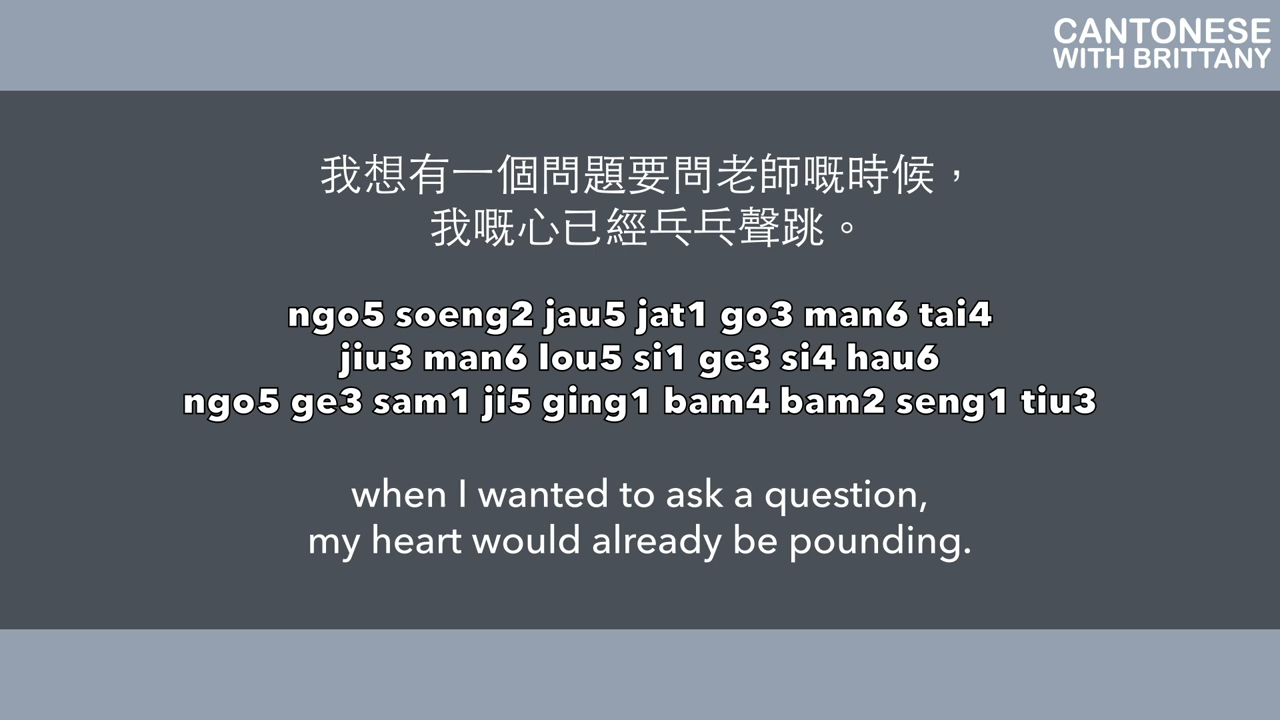 CANTONESE
WITH BRITTANY
我想有一個問題要問老師嘅時候，
我嘅心已經乓乓聲跳。
ngo5 soeng2 jau5 jat1 go3 man6 tai4
jiu3 man6 lou5 si1 ge3 si4 hau6
ngo5 ge3 sam1 ji5 ging1 bam4 bam2 seng1 tiu3
when I wanted to ask a question,
my heart would already be pounding.